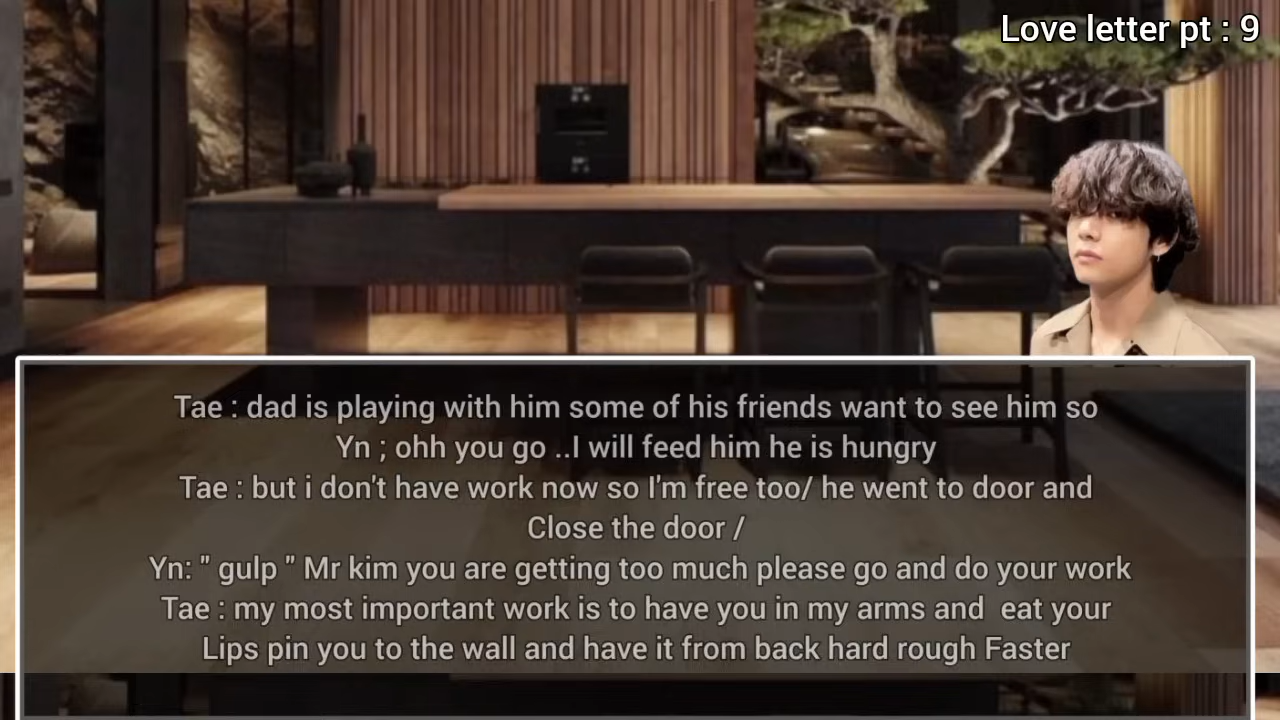 Love letter pt : 9
Tae : dad is playing with him some of his friends want to see him so
Yn ; ohh you go ..I will feed him he is hungry
Tae : but i don't have work now so I'm free too/ he went to door and
Close the door /
Yn: " gulp " Mr kim you are getting too much please go and do your work
Tae : my most important work is to have you in my arms and  eat your
Lips pin you to the wall and have it from back hard rough Faster